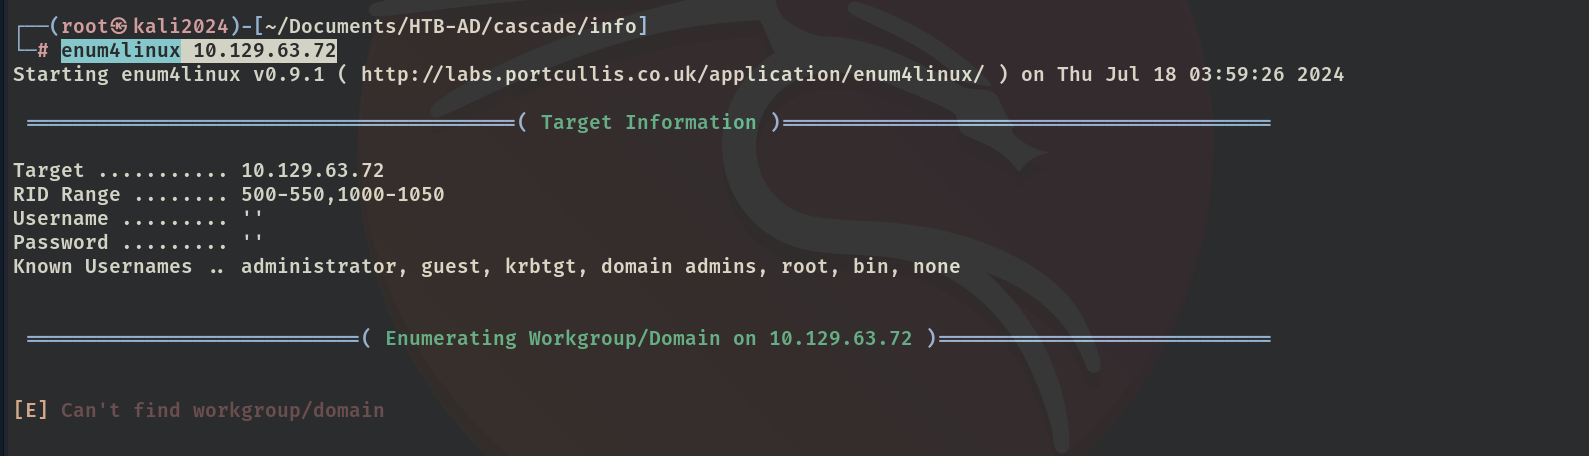 ┌──(root㉿kali2024)-[~/Documents/HTB-AD/cascade/info]
└─# enum4linux 10.129.63.72
Starting enum4linux v0.9.1 ( http://labs.portcullis.co.uk/application/enum4linux/ ) on Thu Jul 18 03:59:26 2024
=========================================( Target Information )=========================================
Target ........... 10.129.63.72
RID Range ........ 500-550,1000-1050
Username ......... ''
Password ......... ''
Known Usernames .. administrator, guest, krbtgt, domain admins, root, bin, none
============================( Enumerating Workgroup/Domain on 10.129.63.72 )============================
[E] Can't find workgroup/domain